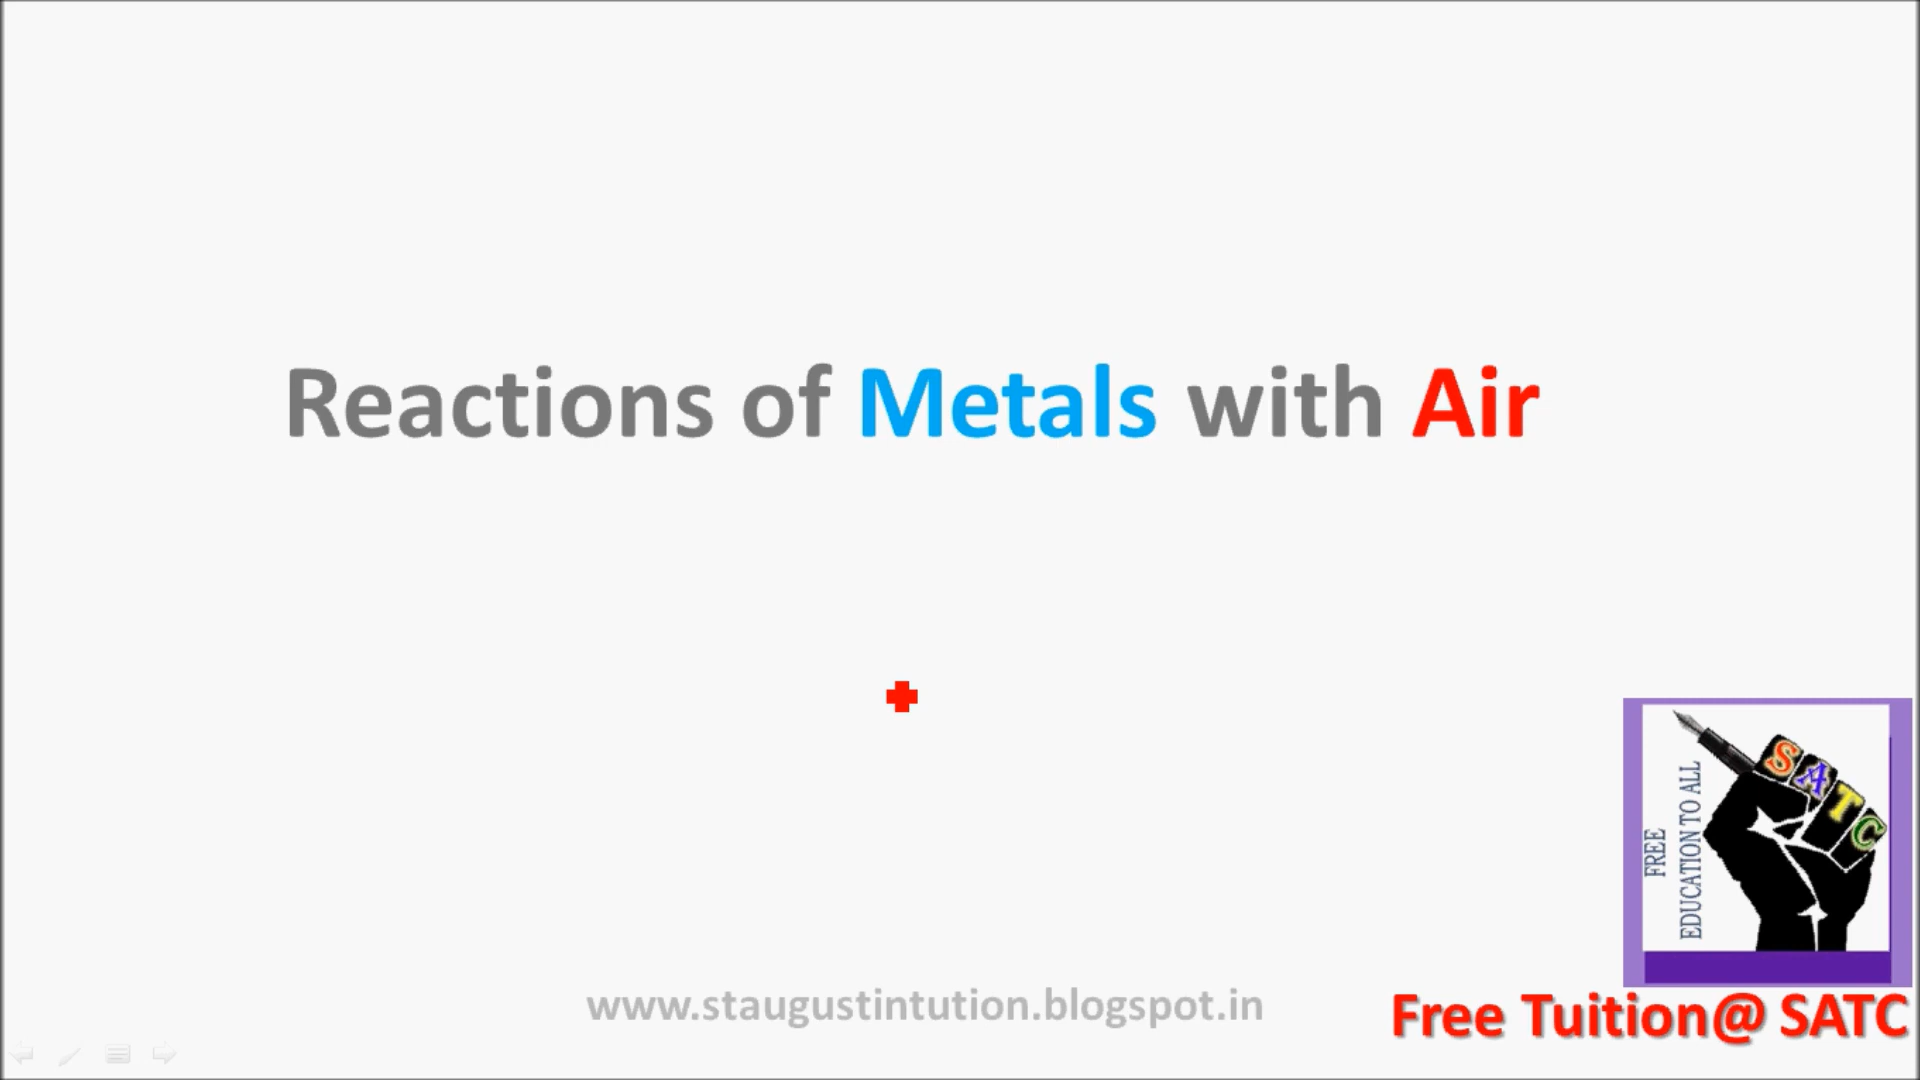 Reactions of Metals with Air
FREE
EDUCATION TO ALL
SATC
www.staugustintution.blogspot.in
Free Tuition@ SATC